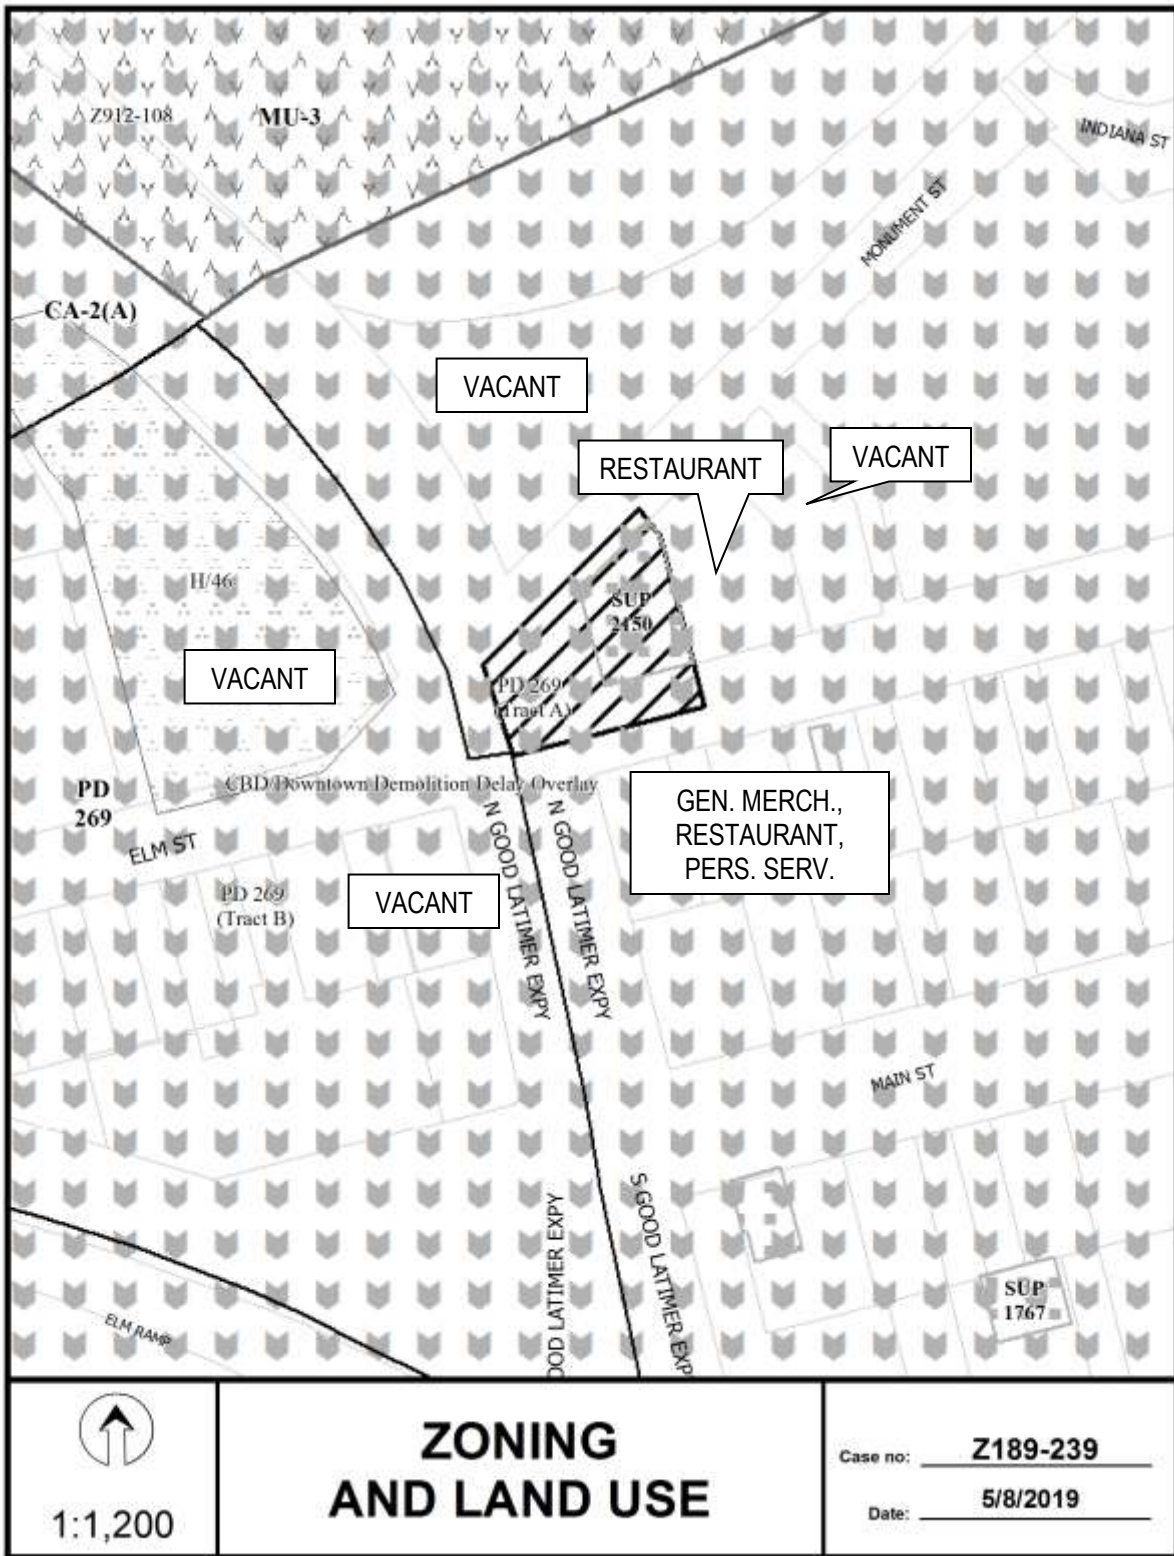 Z912-108
MU-3
INDIANA ST
MONUMENT ST
CA-2(A)
VACANT
RESTAURANT
VACANT
H/46
SUP
2150
VACANT
PD 269
(Tract A)
PD
269
CBD/Downtown Demolition Delay Overlay
GEN. MERCH.,
RESTAURANT,
PERS. SERV.
ELM ST
N GOOD LATIMER EXPY
N GOOD LATIMER EXPY
PD 269
(Tract B)
VACANT
MAIN ST
OOD LATIMER EXPY
S GOOD LATIMER EXP
SUP
1767
ELM RAMP
1:1,200
ZONING
AND LAND USE
Case no: Z189-239
Date: 5/8/2019